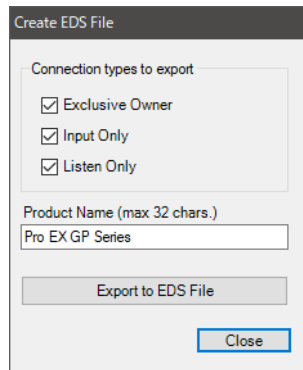 Create EDS File
Connection types to export
Exclusive Owner
Input Only
Listen Only
Product Name (max 32 chars.)
Pro EX GP Series
Export to EDS File
Close